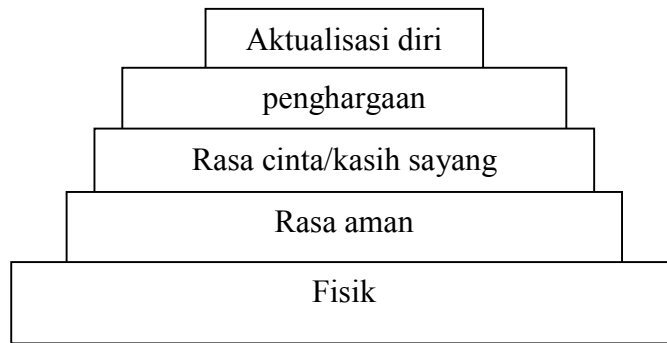 Aktualisasi diri
penghargaan
Rasa cinta/kasih sayang
Rasa aman
Fisik